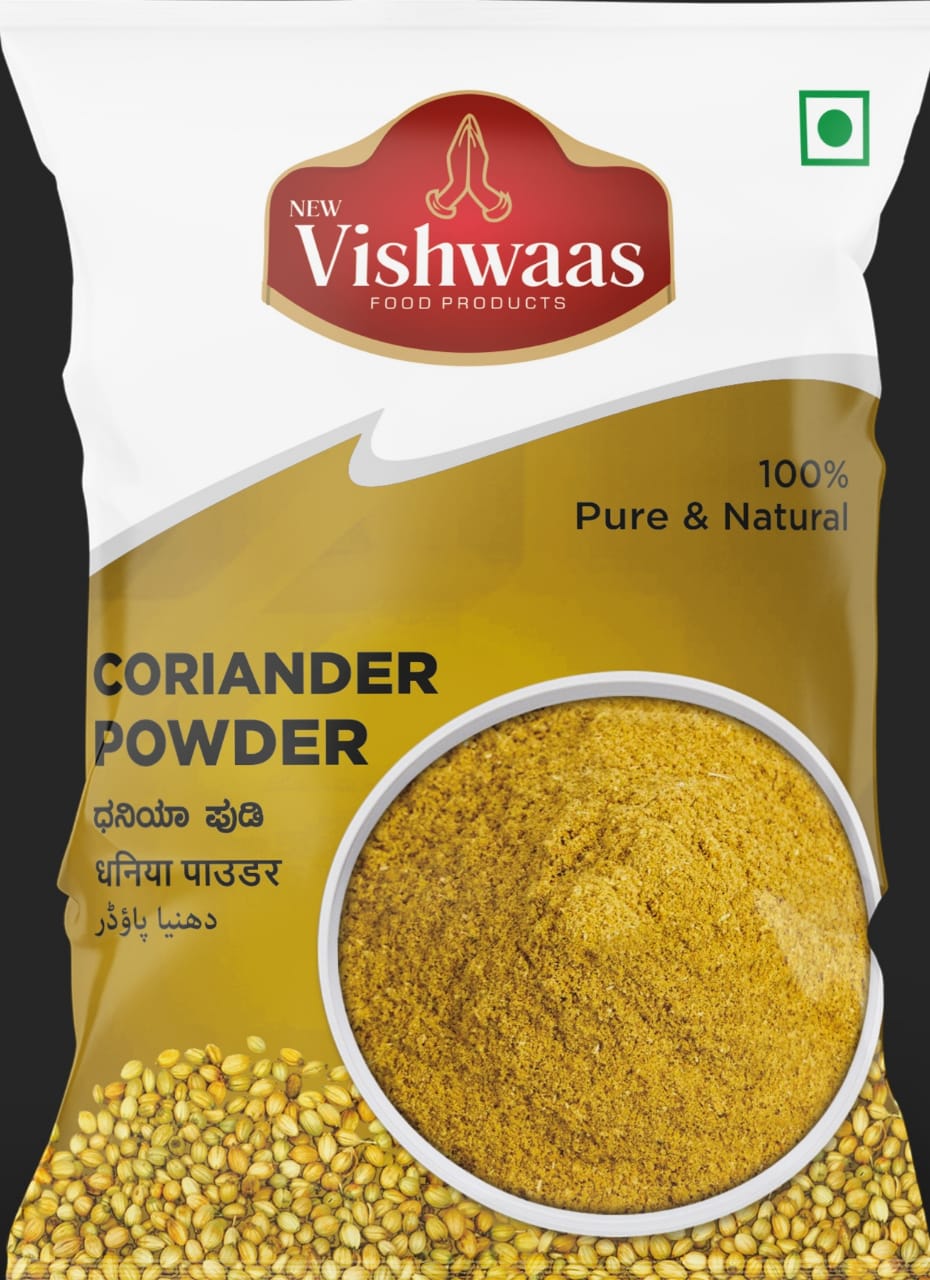 NEW
Vishwaas
FOOD PRODUCTS
100%
Pure & Natural
CORIANDER
POWDER
ಧನಿಯಾ ಪುಡಿ
धनिया पाउडर
دھنیا پاؤڈر